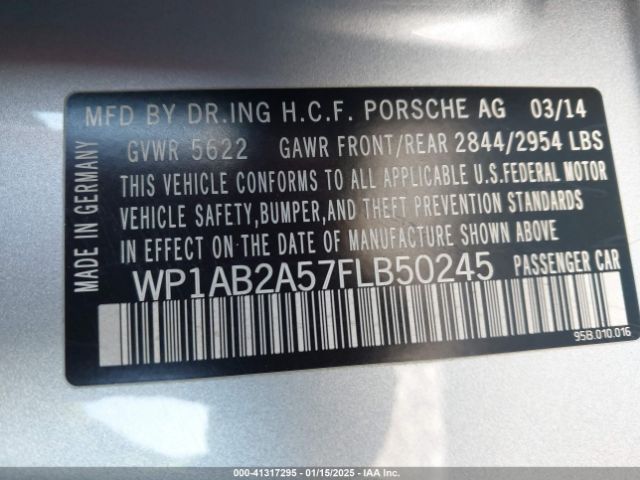 MFD BY DR.ING H.C.F. PORSCHE AG 03/14
GVWR 5622 GAWR FRONT/REAR 2844/2954 LBS
THIS VEHICLE CONFORMS TO ALL APPLICABLE U.S.FEDERAL MOTOR
VEHICLE SAFETY,BUMPER,AND THEFT PREVENTION STANDARDS
IN EFFECT ON THE DATE OF MANUFACTURE SHOWN ABOVE
WP1AB2A57FLB50245 PASSENGER CAR
MADE IN GERMANY
95B.010.016
000-41317295 - 01/15/2025 - IAA Inc.